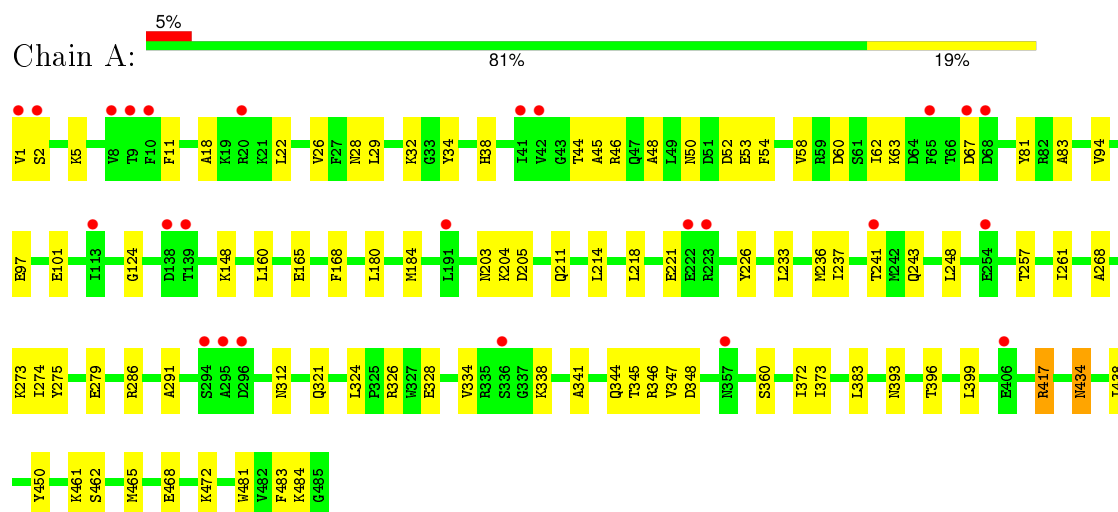 5%
Chain A:
81% 19%
V1 S2 K5 V8 T9 F10 F11 A18 K19 R20 K21 L22 V26 F27 N28 L29 K32 G33 Y34 H38 I41 V42 G43 T44 A45 R46 Q47 A48 L49 N50 D51 D52 E53 F54 V58 R59 D60 S61 I62 K63 D64 F65 T66 D67 D68 Y81 R82 A83 V94
E97 E101 I113 G124 D138 T139 K148 L160 E165 F168 L180 M184 L191 N203 K204 D205 Q211 L214 L218 E221 E222 R223 Y226 L233 M236 I237 T241 M242 Q243 L248 E254 T257 I261 A268
K273 I274 Y275 E279 R286 A291 S294 A295 D296 N312 Q321 L324 P325 R326 W327 E328 V334 R335 S336 G337 K338 A341 Q344 T345 R346 V347 D348 N357 S360 I372 I373 L383 N393 T396 L399 E406 R417 N434
Y450 K461 S462 M465 E468 K472 W481 V482 F483 K484 G485